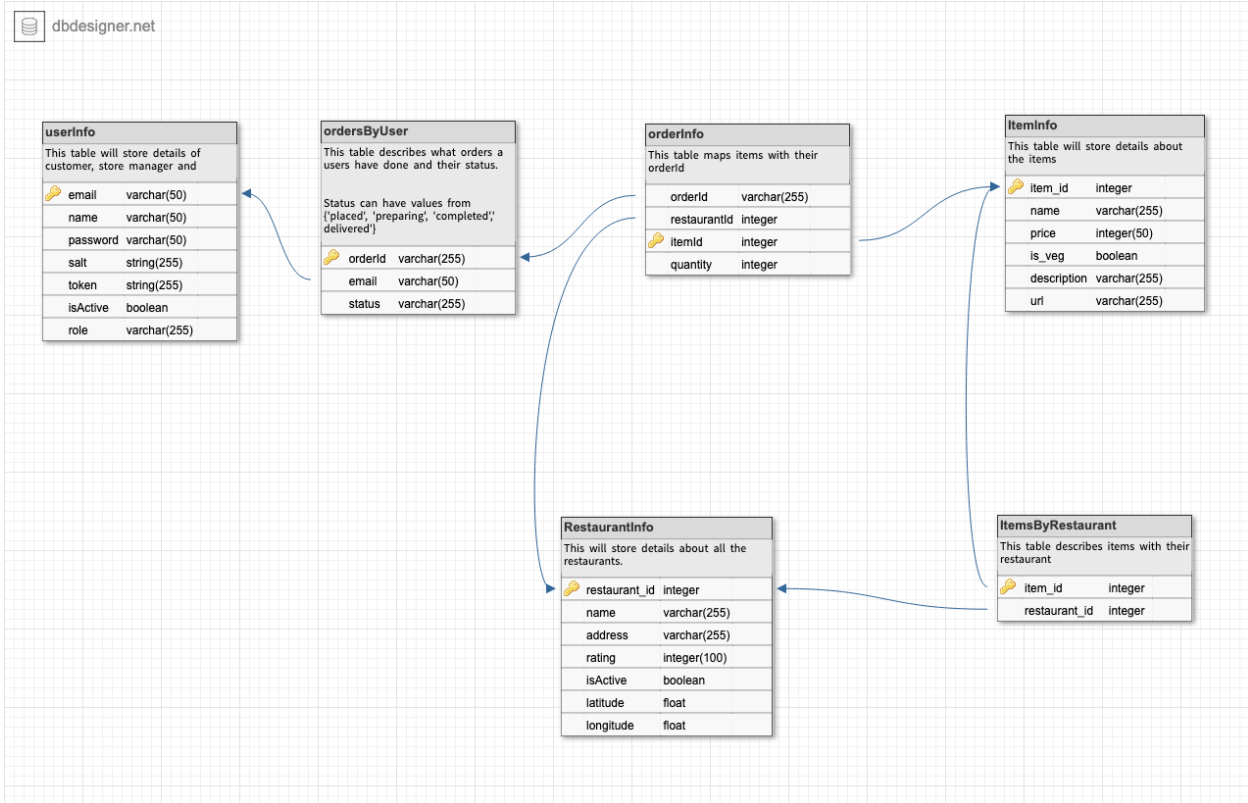 dbdesigner.net
userInfo
This table will store details of
customer, store manager and
email varchar(50)
name varchar(50)
password varchar(50)
salt string(255)
token string(255)
isActive boolean
role varchar(255)
ordersByUser
This table describes what orders a
users have done and their status.
Status can have values from
{'placed', 'preparing', 'completed','
delivered'}
orderId varchar(255)
email varchar(50)
status varchar(255)
orderInfo
This table maps items with their
orderId
orderId varchar(255)
restaurantId integer
itemId integer
quantity integer
ItemInfo
This table will store details about
the items
item_id integer
name varchar(255)
price integer(50)
is_veg boolean
description varchar(255)
url varchar(255)
RestaurantInfo
This will store details about all the
restaurants.
restaurant_id integer
name varchar(255)
address varchar(255)
rating integer(100)
isActive boolean
latitude float
longitude float
ItemsByRestaurant
This table describes items with their
restaurant
item_id integer
restaurant_id integer